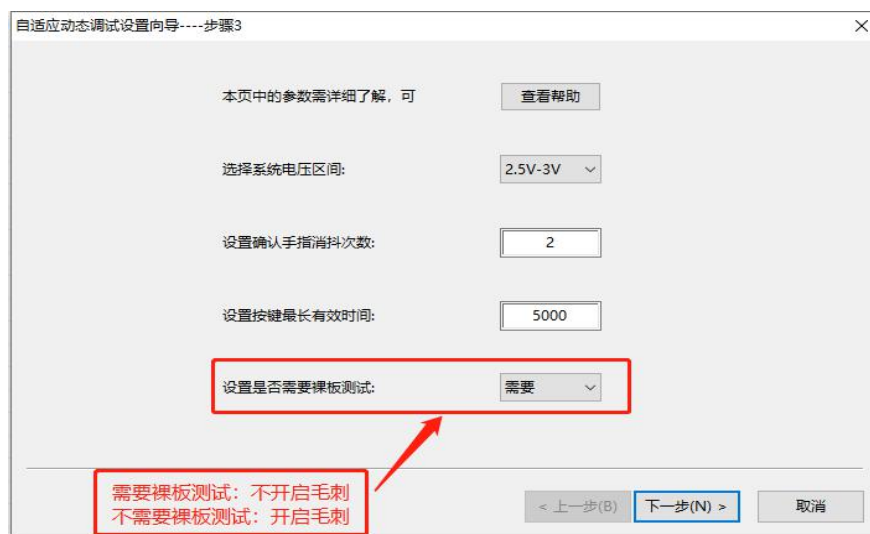 自适应动态调试设置向导----步骤3
本页中的参数需详细了解，可 查看帮助
选择系统电压区间: 2.5V-3V
设置确认手指消抖次数: 2
设置按键最长有效时间: 5000
设置是否需要裸板测试: 需要
需要裸板测试：不开启毛刺
不需要裸板测试：开启毛刺
< 上一步(B) 下一步(N) > 取消